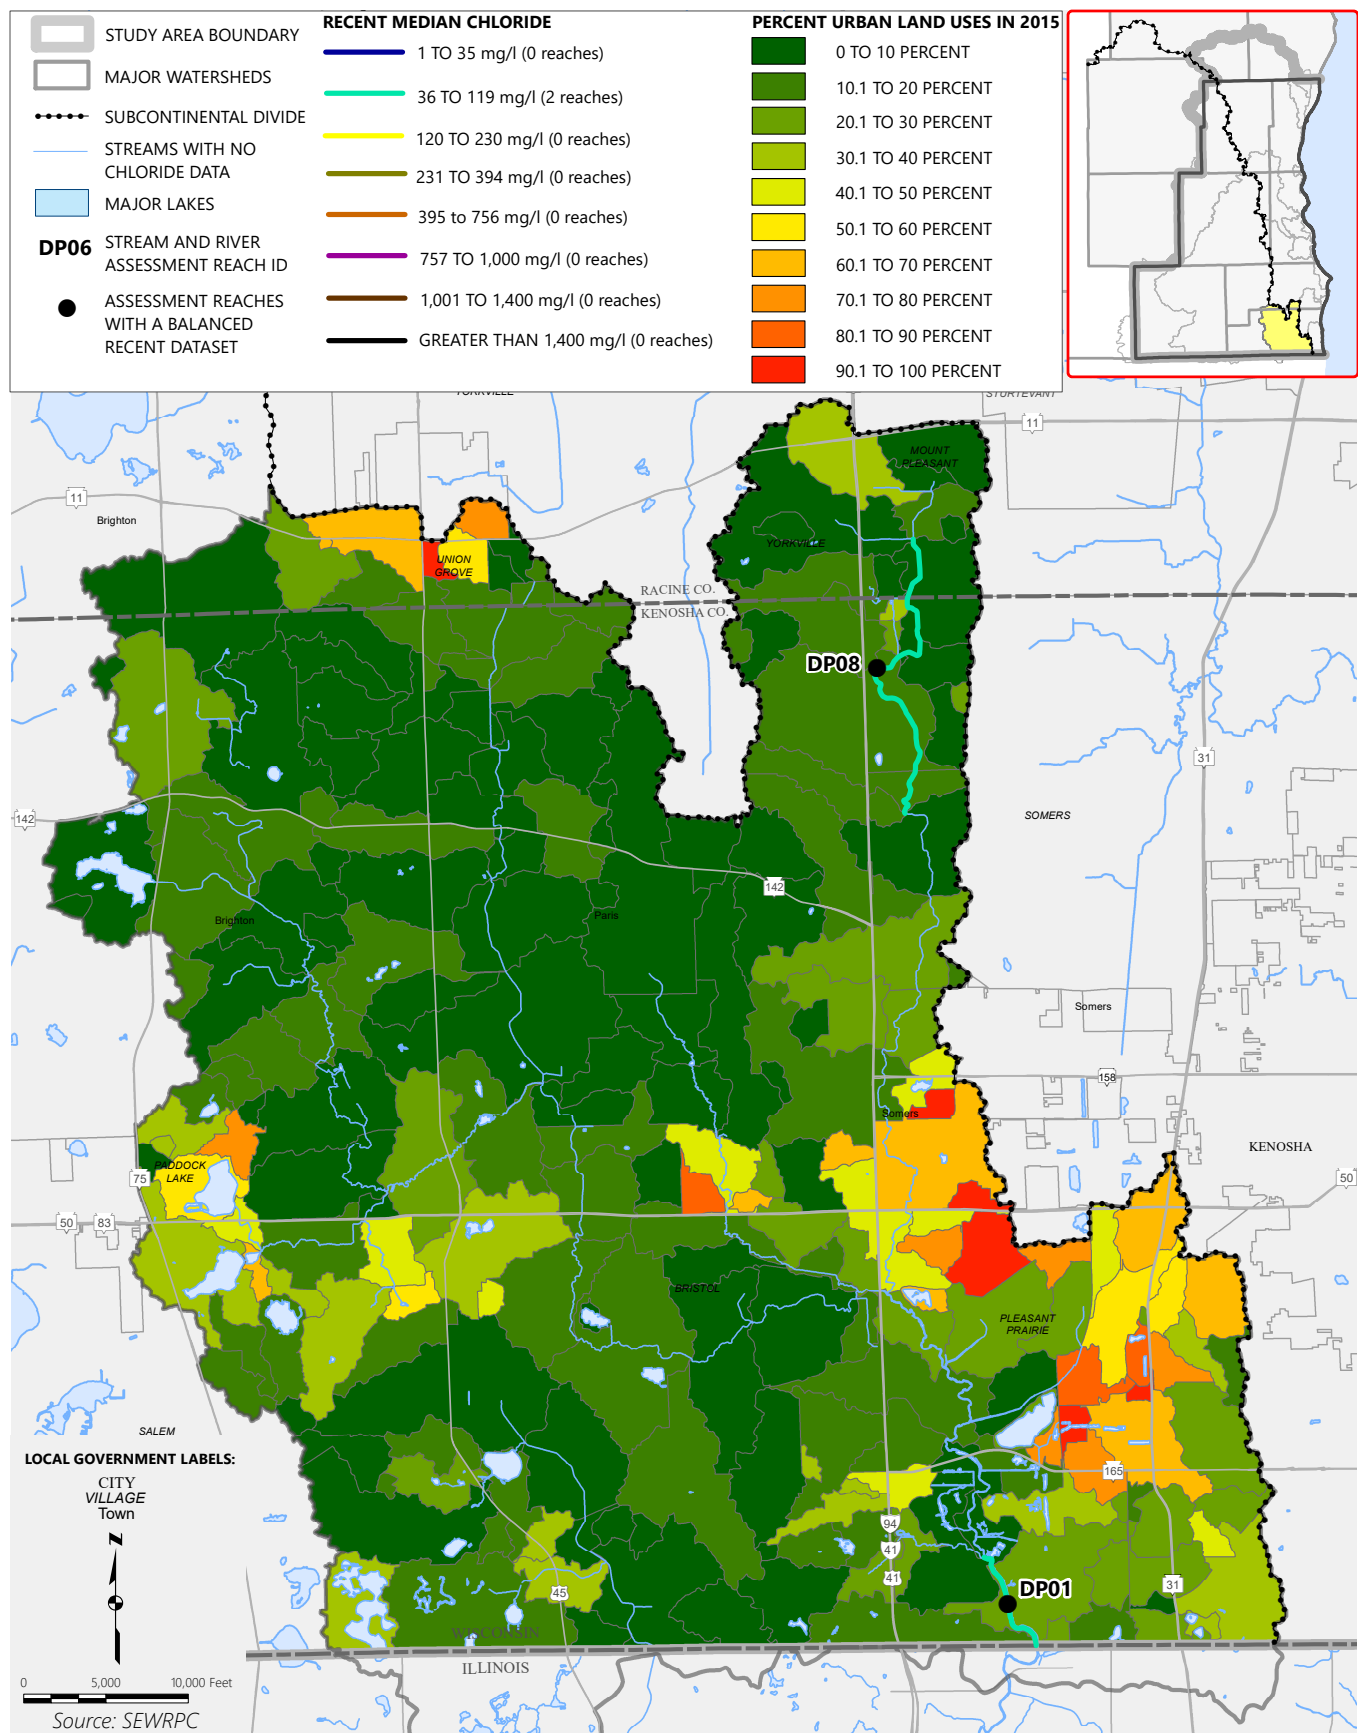 STUDY AREA BOUNDARY
MAJOR WATERSHEDS
SUBCONTINENTAL DIVIDE
STREAMS WITH NO
CHLORIDE DATA
MAJOR LAKES
DP06
STREAM AND RIVER
ASSESSMENT REACH ID
ASSESSMENT REACHES
WITH A BALANCED
RECENT DATASET
RECENT MEDIAN CHLORIDE
1 TO 35 mg/l (0 reaches)
36 TO 119 mg/l (2 reaches)
120 TO 230 mg/l (0 reaches)
231 TO 394 mg/l (0 reaches)
395 to 756 mg/l (0 reaches)
757 TO 1,000 mg/l (0 reaches)
1,001 TO 1,400 mg/l (0 reaches)
GREATER THAN 1,400 mg/l (0 reaches)
PERCENT URBAN LAND USES IN 2015
0 TO 10 PERCENT
10.1 TO 20 PERCENT
20.1 TO 30 PERCENT
30.1 TO 40 PERCENT
40.1 TO 50 PERCENT
50.1 TO 60 PERCENT
60.1 TO 70 PERCENT
70.1 TO 80 PERCENT
80.1 TO 90 PERCENT
90.1 TO 100 PERCENT
YORKVILLE
STURTEVANT
11
MOUNT
PLEASANT
11
Brighton
YORKVILLE
UNION
GROVE
RACINE CO.
KENOSHA CO.
DP08
31
142
SOMERS
142
Paris
Brighton
Somers
158
Somers
KENOSHA
PADDOCK
LAKE
75
50
50
83
BRISTOL
PLEASANT
PRAIRIE
SALEM
LOCAL GOVERNMENT LABELS:
CITY
VILLAGE
Town
N
165
94
41
41
31
45
DP01
WISCONSIN
ILLINOIS
0
5,000
10,000 Feet
Source: SEWRPC